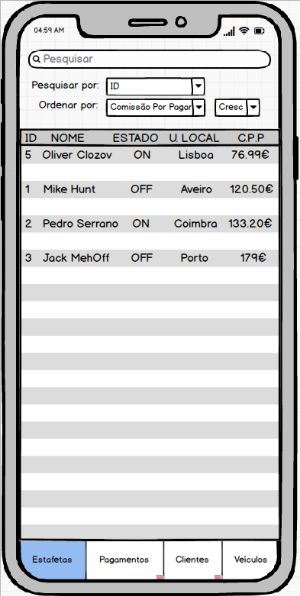 04:59 AM
Pesquisar
Pesquisar por: ID
Ordenar por: Comissão Por Pagar Cresc
ID NOME ESTADO U. LOCAL C.P.P
5 Oliver Clozov ON Lisboa 76.99€
1 Mike Hunt OFF Aveiro 120.50€
2 Pedro Serrano ON Coimbra 133.20€
3 Jack MehOff OFF Porto 179€
Estafetas Pagamentos Clientes Veículos